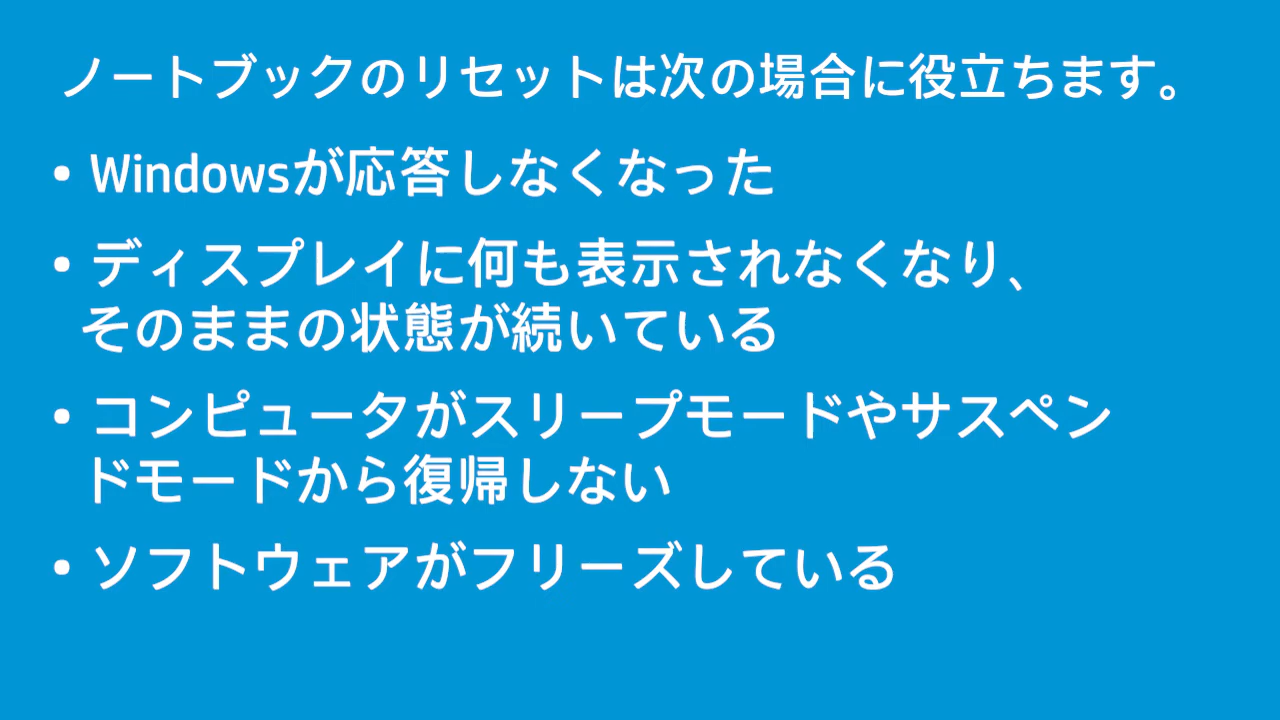 ノートブックのリセットは次の場合に役立ちます。
• Windowsが応答しなくなった
• ディスプレイに何も表示されなくなり、
そのままの状態が続いている
• コンピュータがスリープモードやサスペン
ドモードから復帰しない
• ソフトウェアがフリーズしている